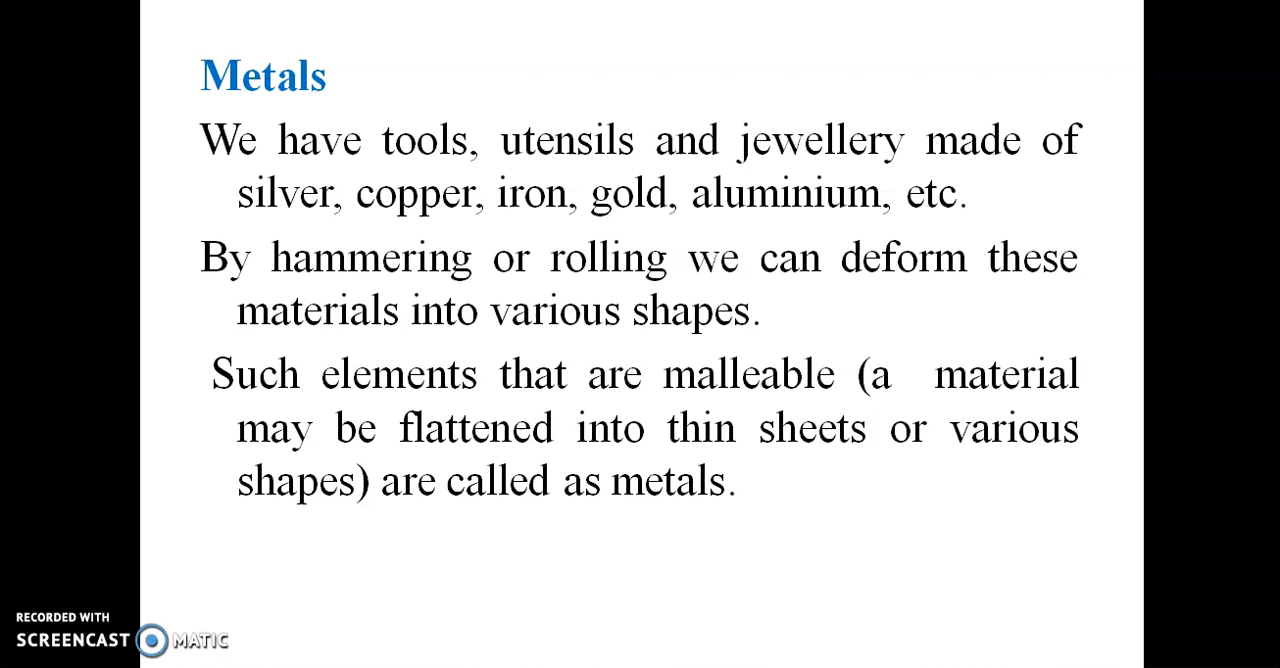 Metals
We have tools, utensils and jewellery made of
silver, copper, iron, gold, aluminium, etc.
By hammering or rolling we can deform these
materials into various shapes.
Such elements that are malleable (a material
may be flattened into thin sheets or various
shapes) are called as metals.
RECORDED WITH
SCREENCAST MATIC